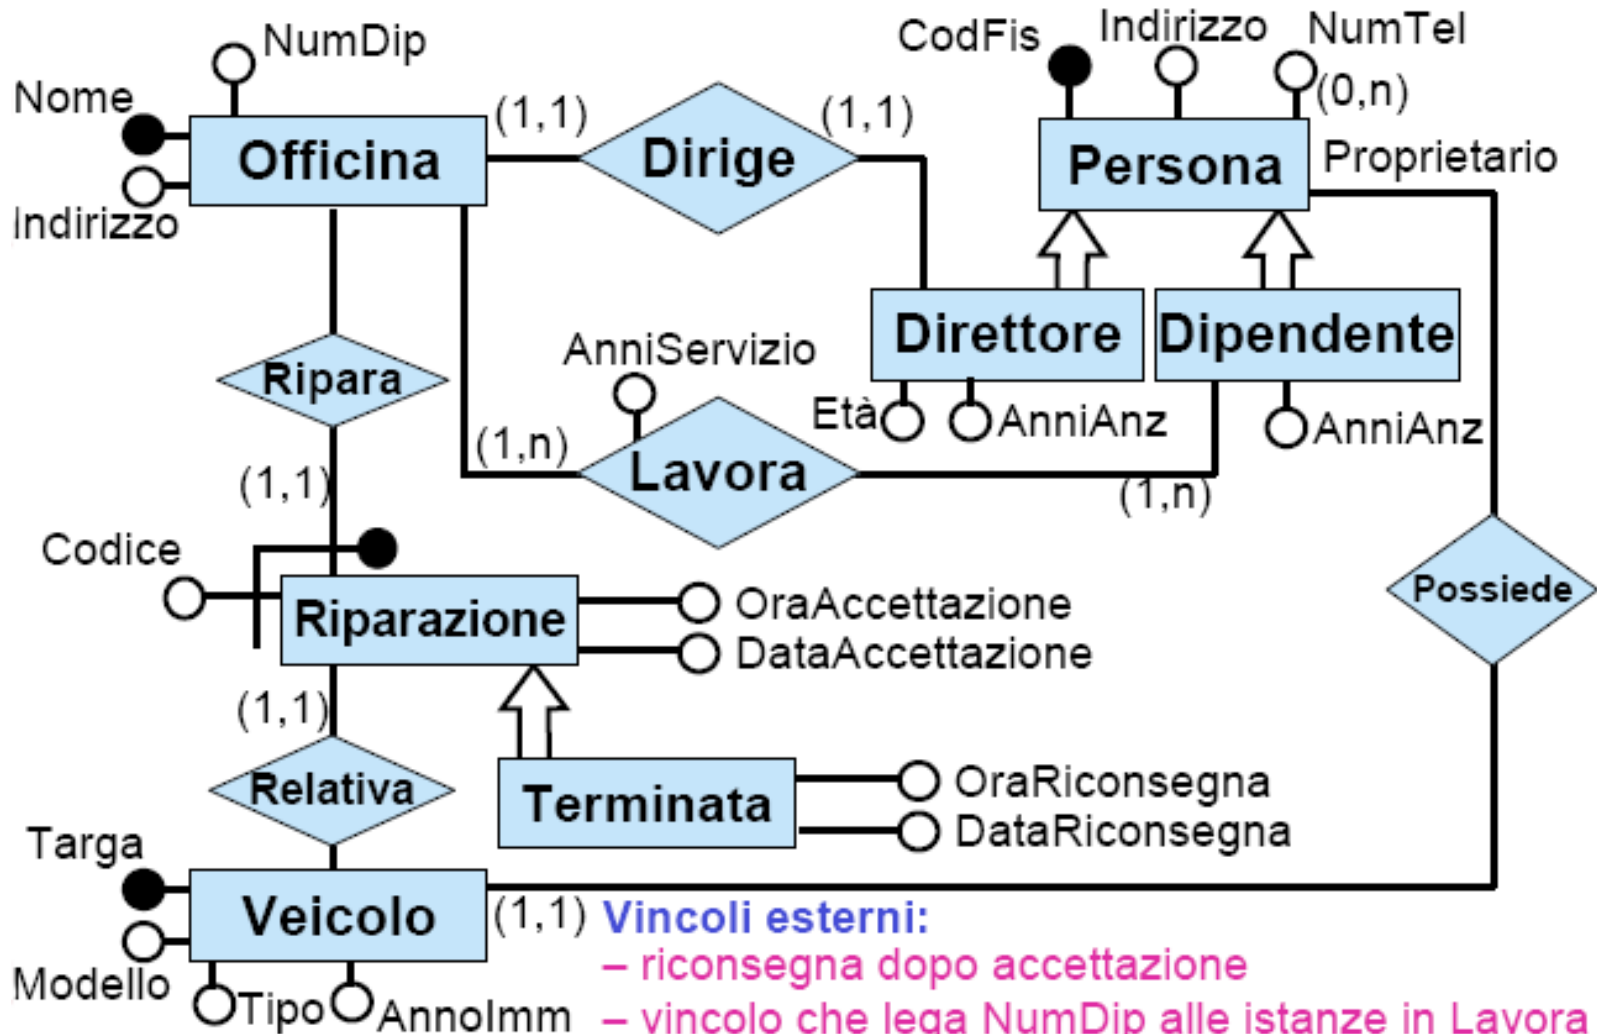 NumDip
CodFis
Indirizzo
NumTel
(0,n)
Nome
(1,1)
(1,1)
Officina
Dirige
Persona
Proprietario
Indirizzo
AnniServizio
Direttore
Dipendente
Ripara
Età
AnniAnz
AnniAnz
(1,n)
Lavora
(1,n)
(1,1)
Codice
Possiede
Riparazione
OraAccettazione
DataAccettazione
(1,1)
Relativa
Terminata
OraRiconsegna
DataRiconsegna
Targa
Veicolo
(1,1)
Vincoli esterni:
– riconsegna dopo accettazione
Modello
Tipo
AnnoImm
– vincolo che lega NumDip alle istanze in Lavora